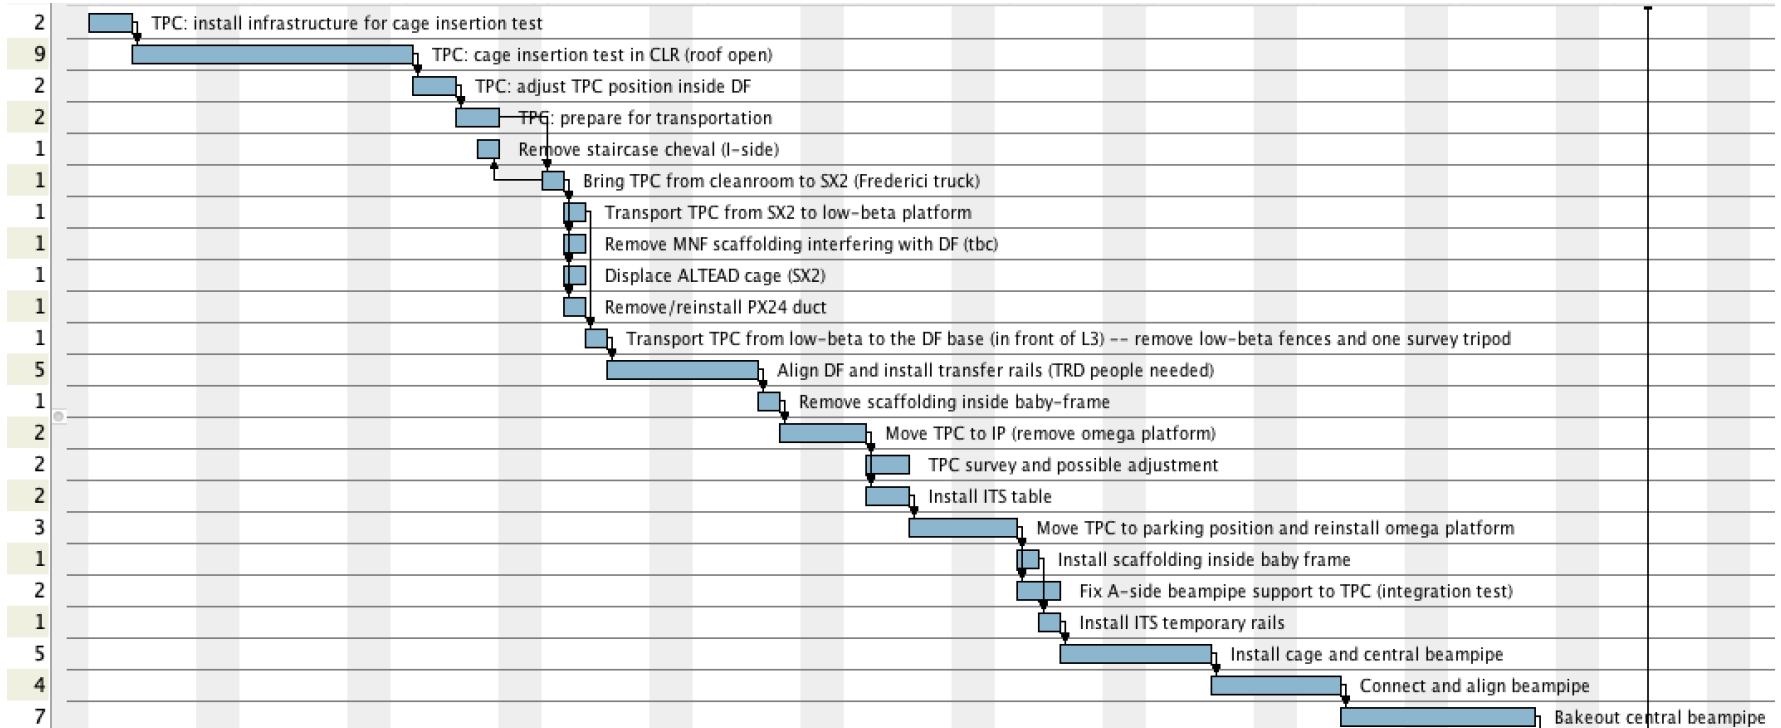 2 TPC: install infrastructure for cage insertion test
9 TPC: cage insertion test in CLR (roof open)
2 TPC: adjust TPC position inside DF
2 TPC: prepare for transportation
1 Remove staircase cheval (I-side)
1 Bring TPC from cleanroom to SX2 (Frederici truck)
1 Transport TPC from SX2 to low-beta platform
1 Remove MNF scaffolding interfering with DF (tbc)
1 Displace ALTEAD cage (SX2)
1 Remove/reinstall PX24 duct
1 Transport TPC from low-beta to the DF base (in front of L3) -- remove low-beta fences and one survey tripod
5 Align DF and install transfer rails (TRD people needed)
1 Remove scaffolding inside baby-frame
2 Move TPC to IP (remove omega platform)
2 TPC survey and possible adjustment
2 Install ITS table
3 Move TPC to parking position and reinstall omega platform
1 Install scaffolding inside baby frame
2 Fix A-side beampipe support to TPC (integration test)
1 Install ITS temporary rails
5 Install cage and central beampipe
4 Connect and align beampipe
7 Bakeout central beampipe